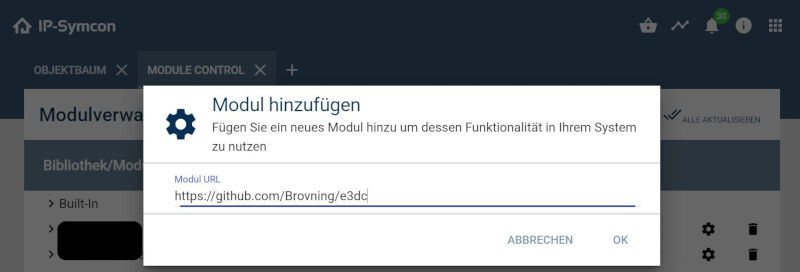 IP-Symcon
30
OBJEKTBAUM
MODULE CONTROL
Modul hinzufügen
Modulverwa
Fügen Sie ein neues Modul hinzu um dessen Funktionalität in Ihrem System
zu nutzen
ALLE AKTUALISIEREN
Bibliothek/Modu
Modul URL
https://github.com/Brovning/e3dc
Built-In
ABBRECHEN OK